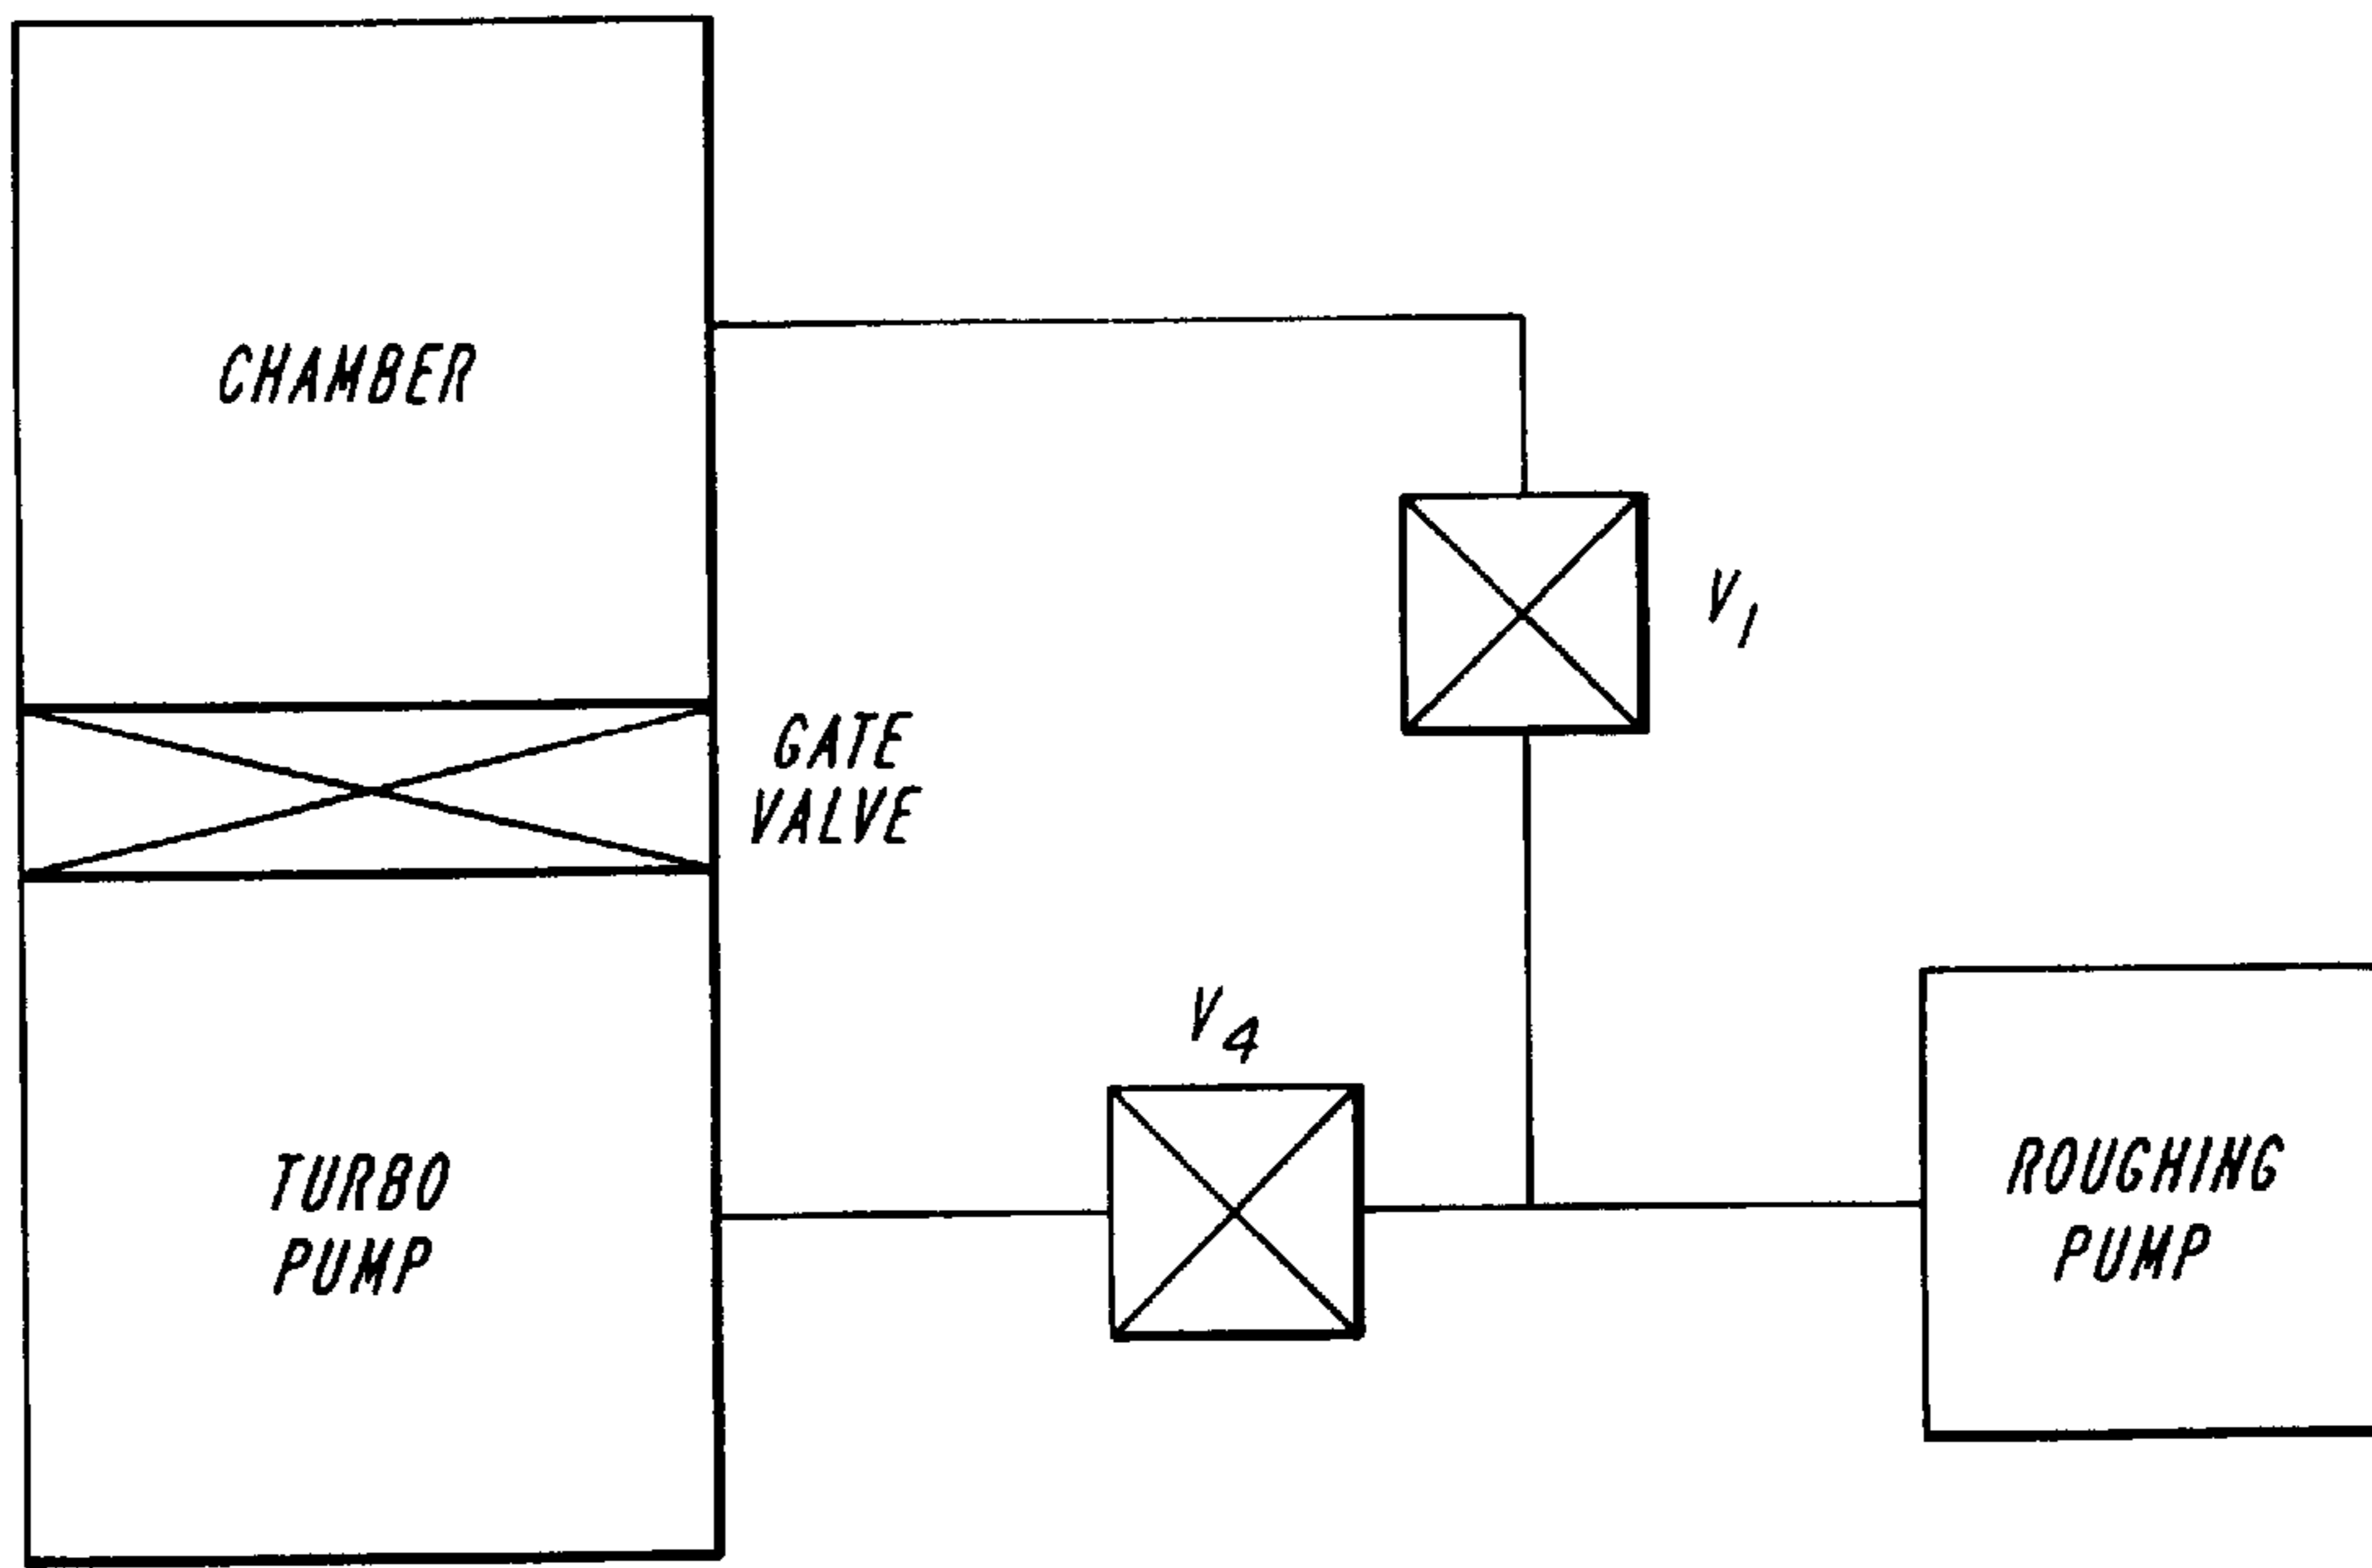 CHAMBER
V1
GATE
VALVE
V4
TURBO
PUMP
ROUGHING
PUMP